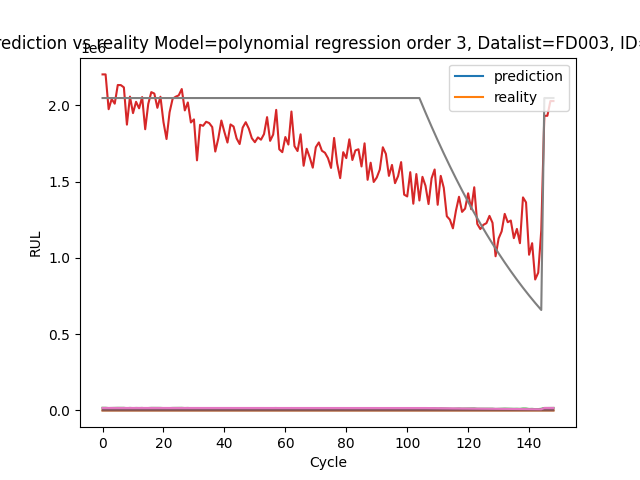 rediction vs reality Model=polynomial regression order 3, Datalist=FD003, ID=
1e6
prediction
reality
2.0
1.5
1.0
0.5
0.0
RUL
0 20 40 60 80 100 120 140
Cycle